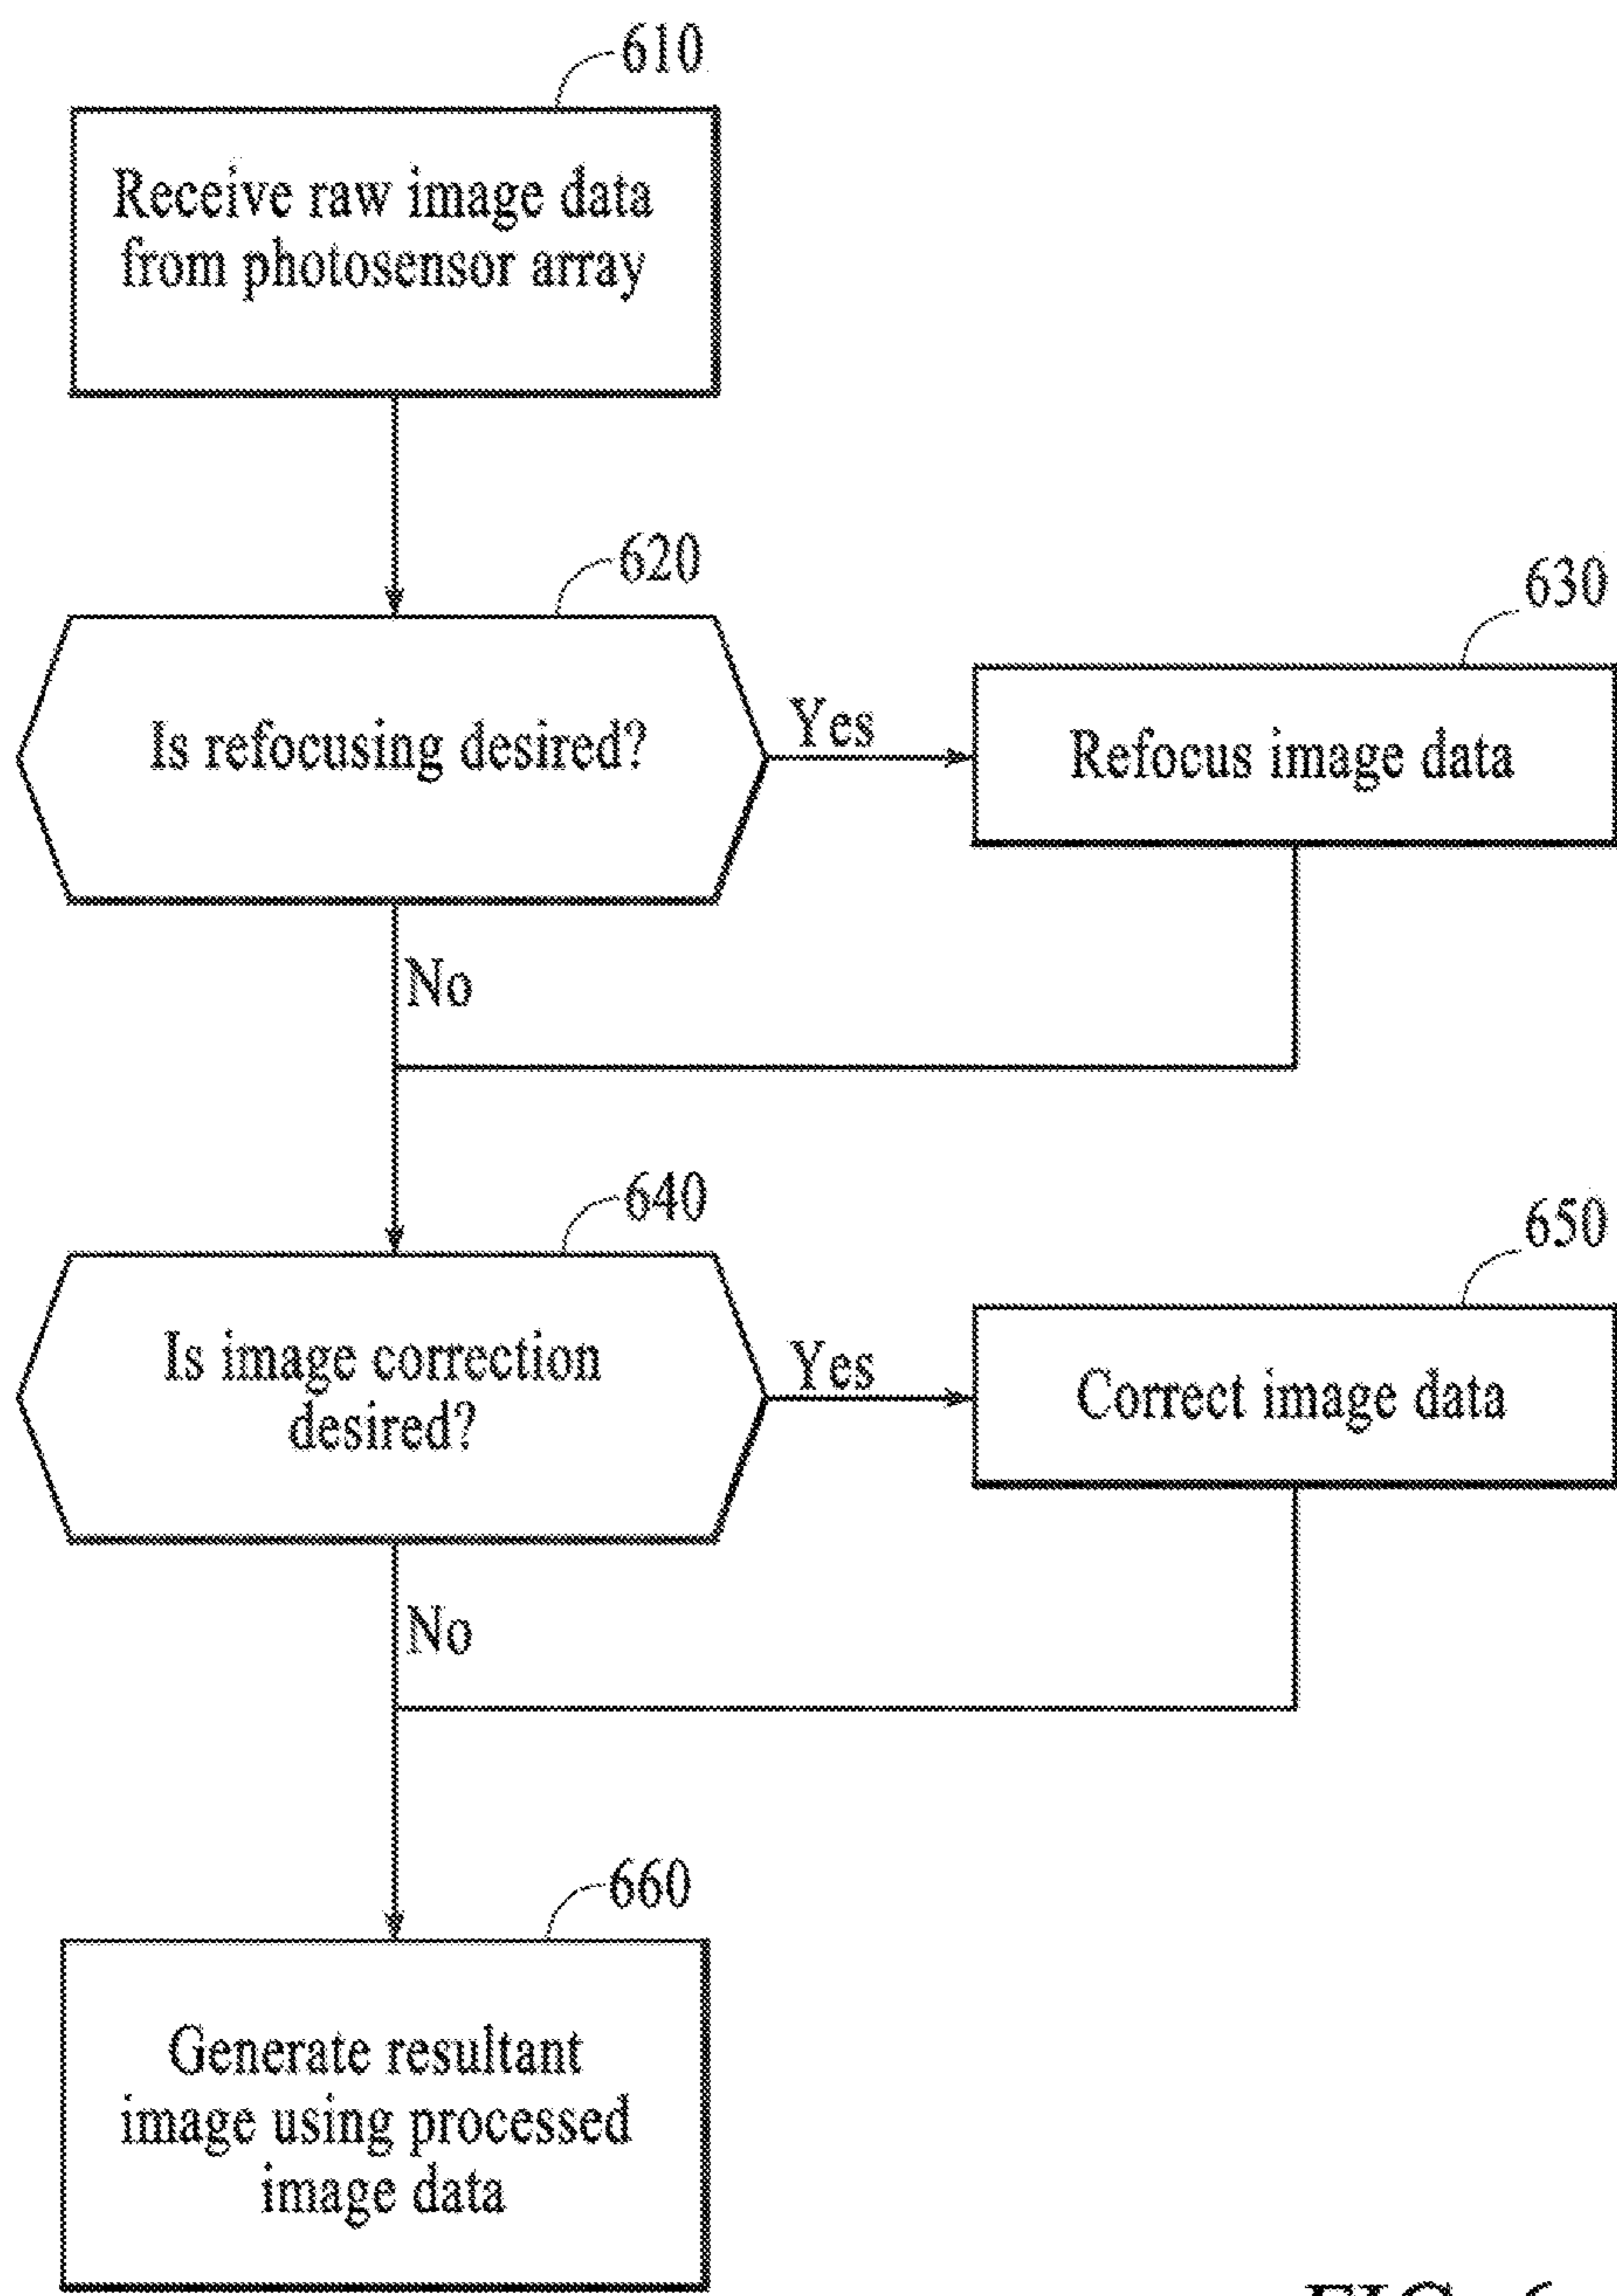 610
Receive raw image data
from photosensor array
620
Is refocusing desired?
Yes
630
Refocus image data
No
640
Is image correction
desired?
Yes
650
Correct image data
No
660
Generate resultant
image using processed
image data